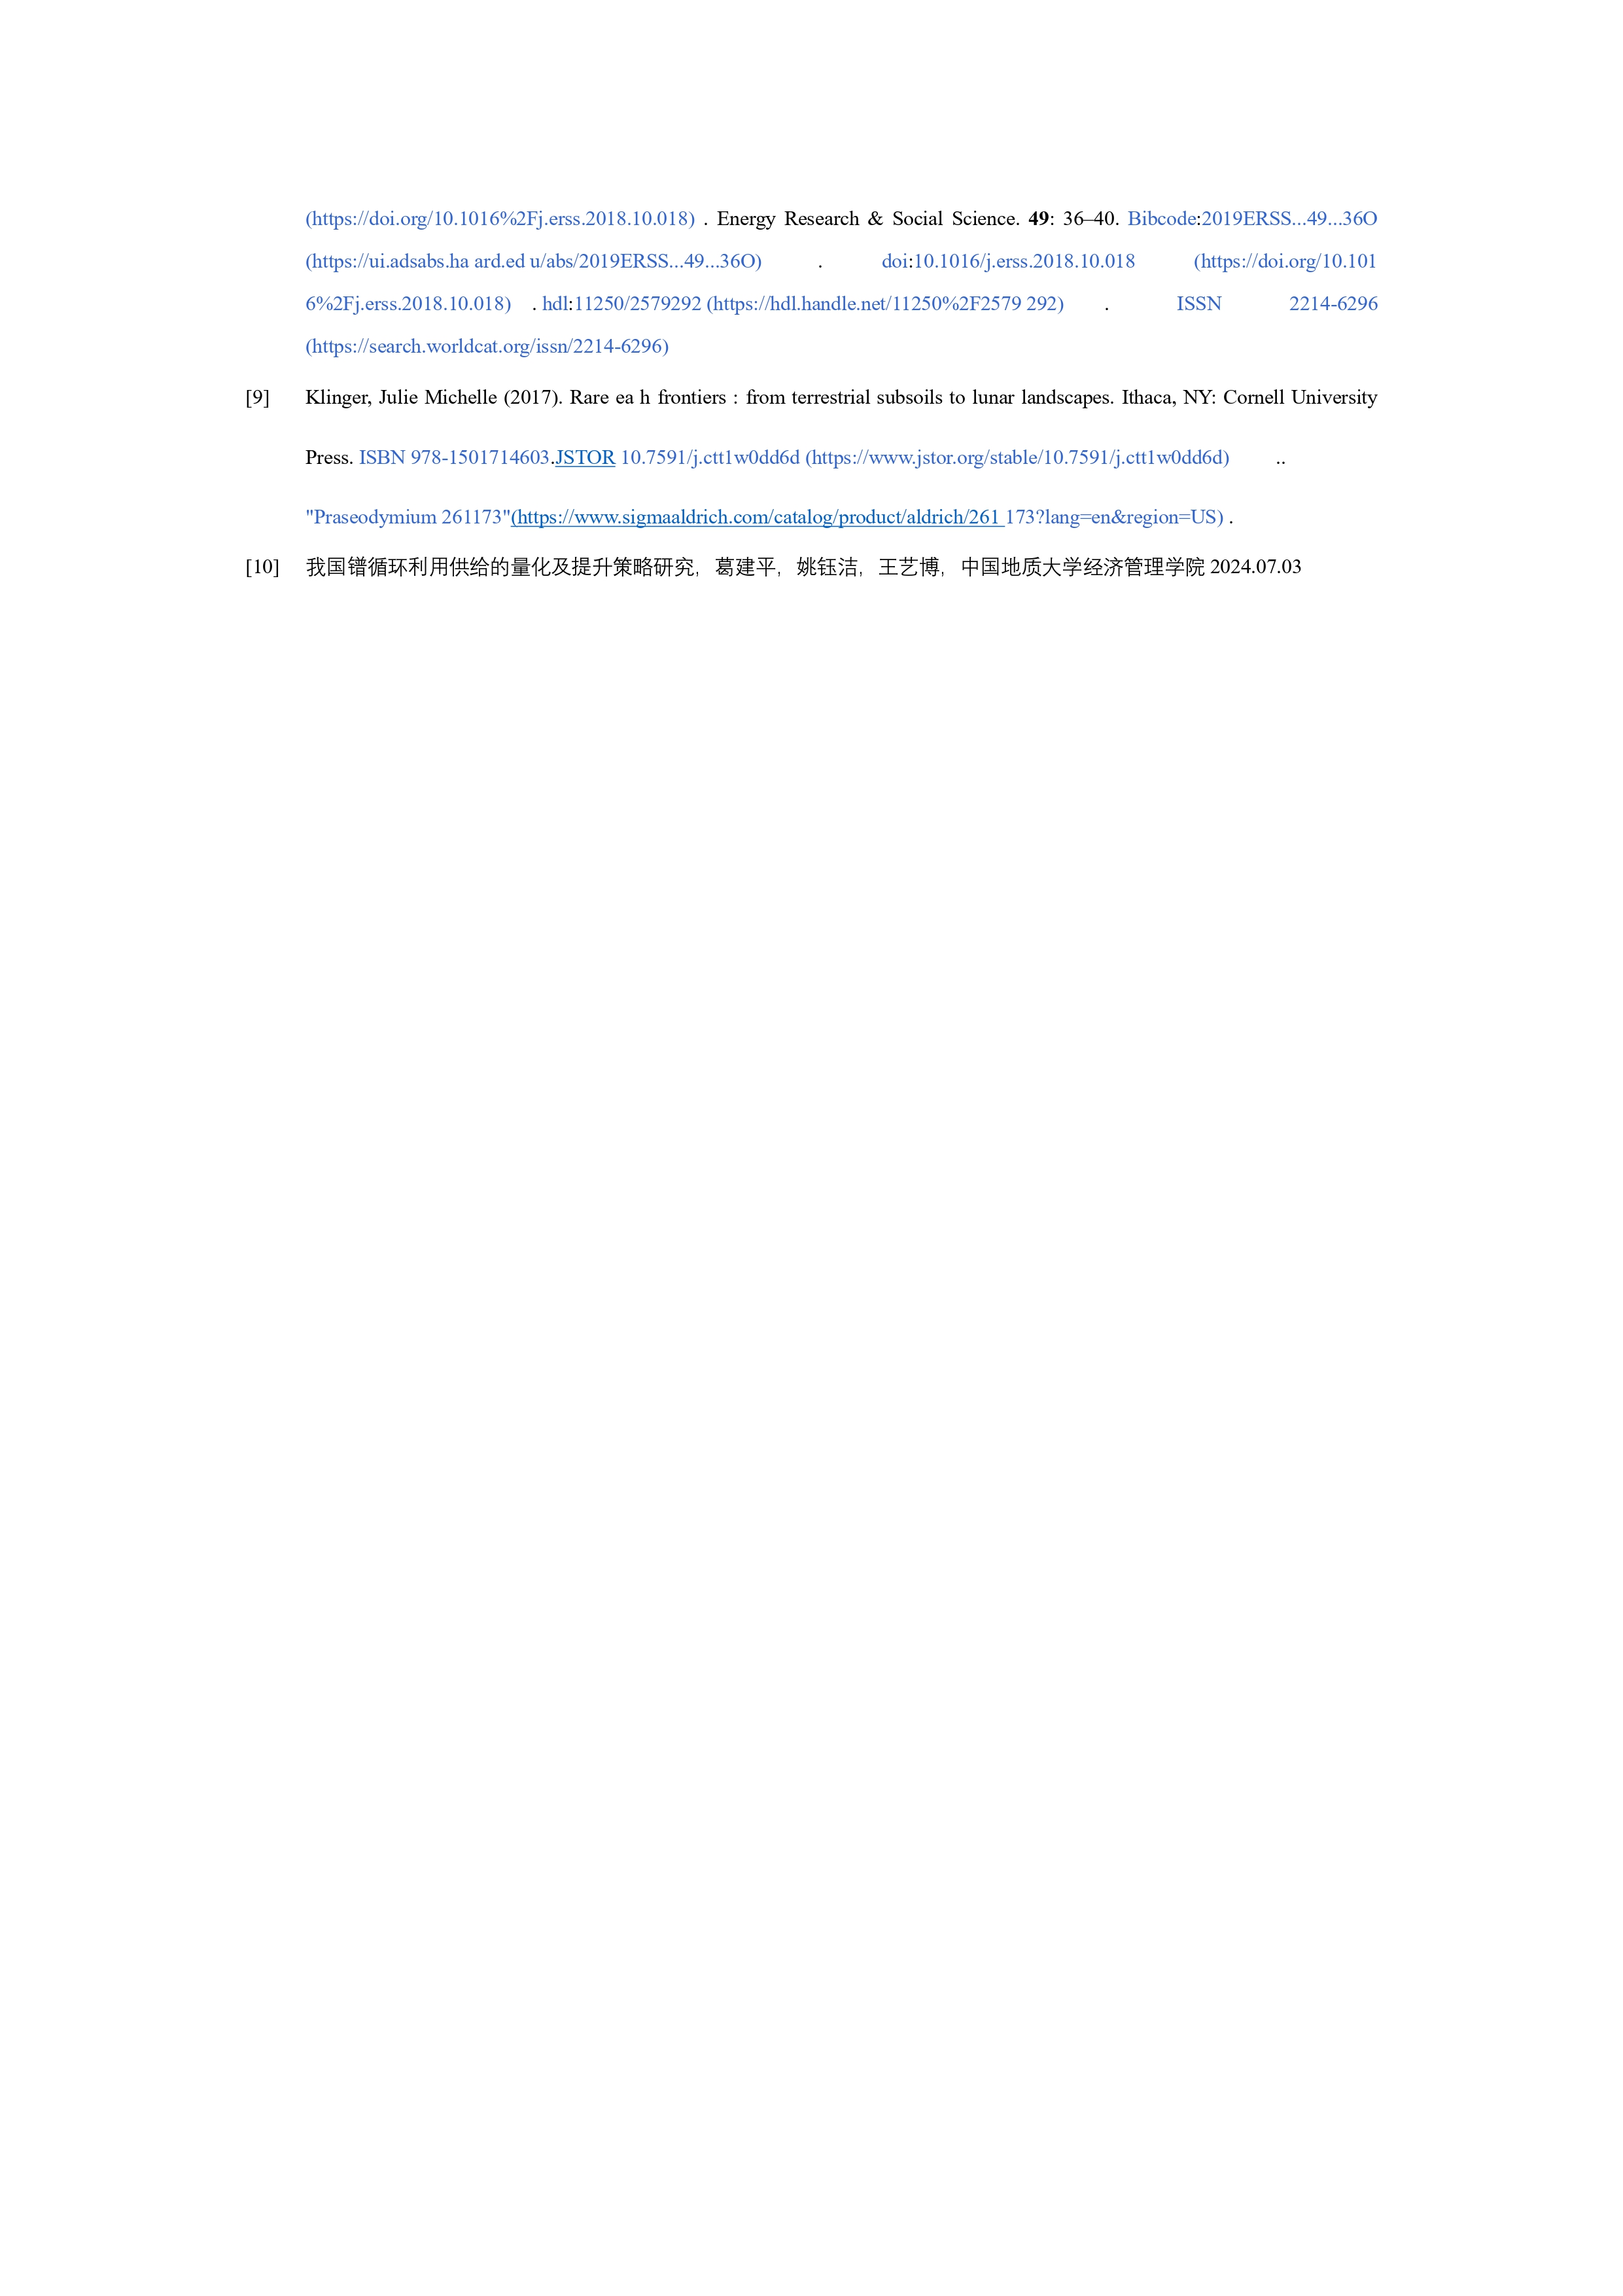 (https://doi.org/10.1016%2Fj.erss.2018.10.018) . Energy Research & Social Science. 49: 36–40. Bibcode:2019ERSS...49...36O
(https://ui.adsabs.ha ard.ed u/abs/2019ERSS...49...36O) . doi:10.1016/j.erss.2018.10.018 (https://doi.org/10.101
6%2Fj.erss.2018.10.018) . hdl:11250/2579292 (https://hdl.handle.net/11250%2F2579 292) . ISSN 2214-6296
(https://search.worldcat.org/issn/2214-6296)
[9] Klinger, Julie Michelle (2017). Rare ea h frontiers : from terrestrial subsoils to lunar landscapes. Ithaca, NY: Cornell University
Press. ISBN 978-1501714603.JSTOR 10.7591/j.ctt1w0dd6d (https://www.jstor.org/stable/10.7591/j.ctt1w0dd6d) ..
"Praseodymium 261173"(https://www.sigmaaldrich.com/catalog/product/aldrich/261 173?lang=en&region=US) .
[10] 我国镨循环利用供给的量化及提升策略研究，葛建平，姚钰洁，王艺博，中国地质大学经济管理学院 2024.07.03